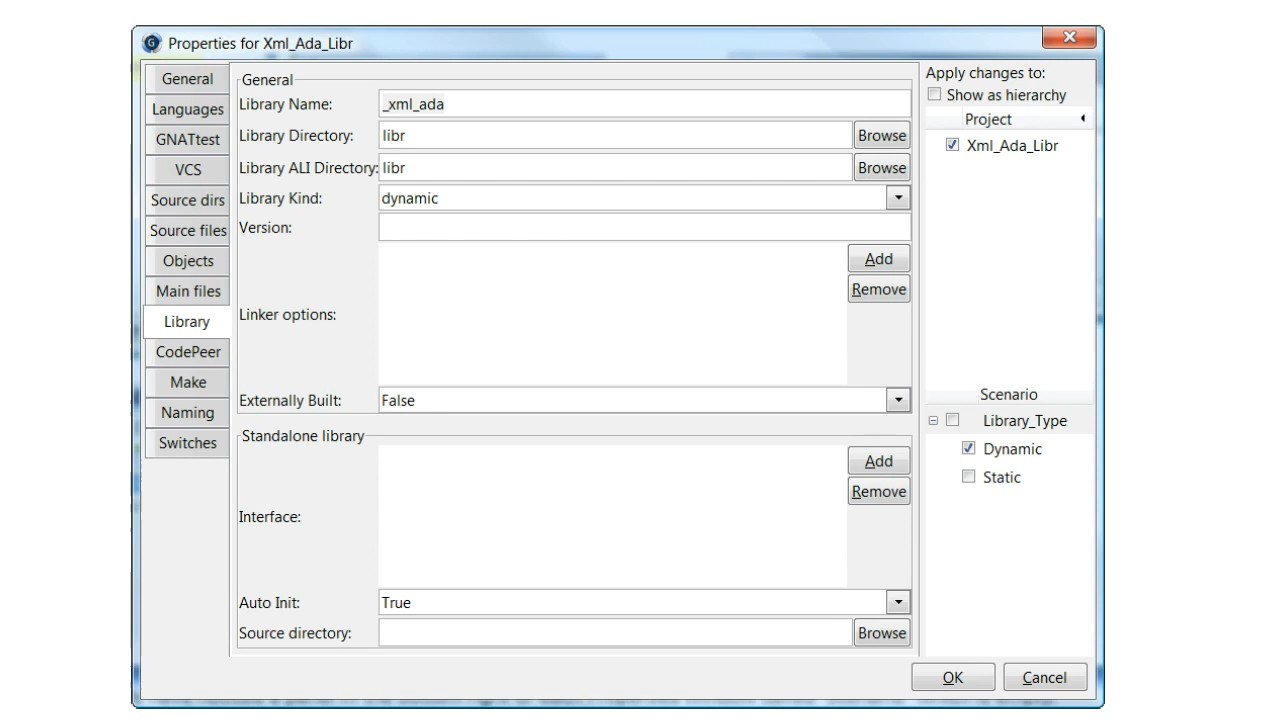 Properties for Xml_Ada_Libr
General
Languages
GNATtest
VCS
Source dirs
Source files
Objects
Main files
Library
CodePeer
Make
Naming
Switches
General
Library Name: _xml_ada
Library Directory: libr Browse
Library ALI Directory: libr Browse
Library Kind: dynamic
Version:
Add
Remove
Linker options:
Externally Built: False
Standalone library
Add
Remove
Interface:
Auto Init: True
Source directory: Browse
Apply changes to:
Show as hierarchy
Project
Xml_Ada_Libr
Scenario
Library_Type
Dynamic
Static
OK Cancel